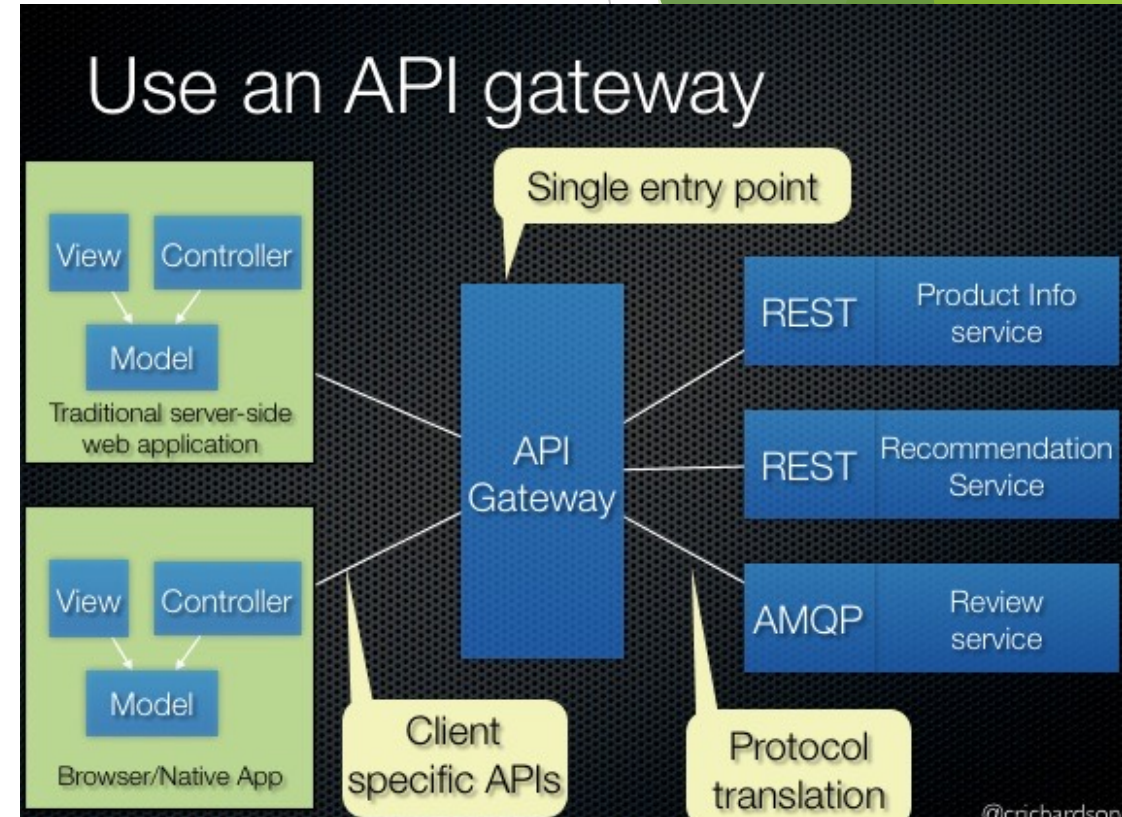 Use an API gateway
Single entry point
View
Controller
Model
Traditional server-side
web application
View
Controller
Model
Browser/Native App
API
Gateway
Client
specific APIs
Protocol
translation
REST
Product Info
service
REST
Recommendation
Service
AMQP
Review
service
@crichardson